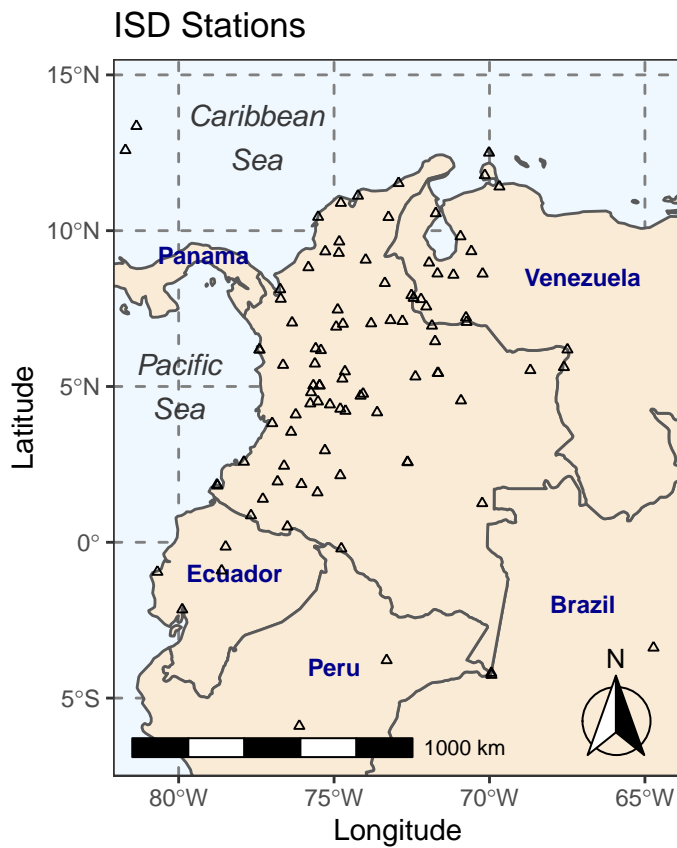 ISD Stations
15°N
10°N
5°N
0°
5°S
Latitude
Caribbean
Sea
Panama
Venezuela
Pacific
Sea
Ecuador
Brazil
Peru
N
1000 km
80°W
75°W
70°W
65°W
Longitude